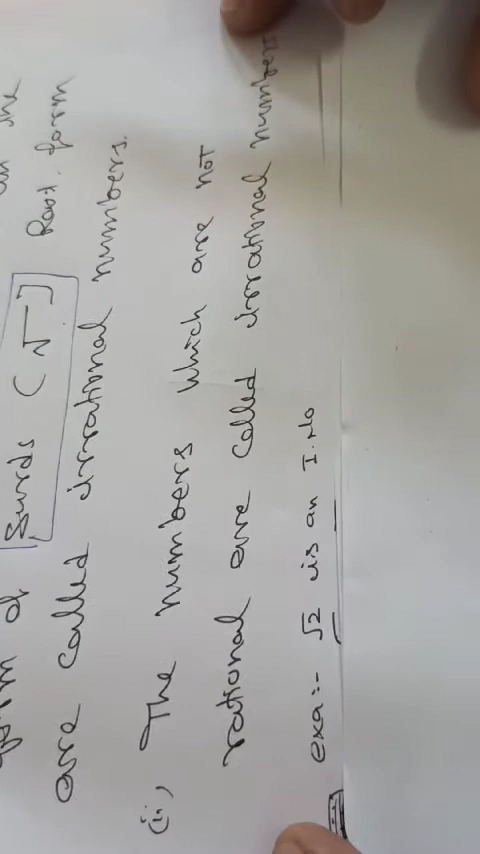 form of Surds (√) Root form
are called irrational numbers.
(ii, The numbers which are not
rational are called irrational numbers
exa:- √2 is an I.No